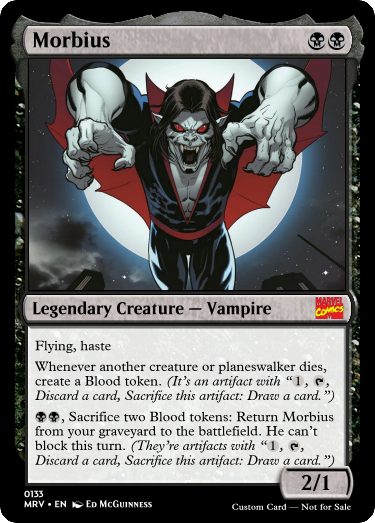 Morbius
MARVEL
COMICS
Legendary Creature — Vampire
Flying, haste
Whenever another creature or planeswalker dies,
create a Blood token. (It's an artifact with “1, T,
Discard a card, Sacrifice this artifact: Draw a card.”)
BB, Sacrifice two Blood tokens: Return Morbius
from your graveyard to the battlefield. He can't
block this turn. (They're artifacts with “1, T,
Discard a card, Sacrifice this artifact: Draw a card.”)
2/1
0133
MRV • EN Ed McGuinness
Custom Card — Not for Sale